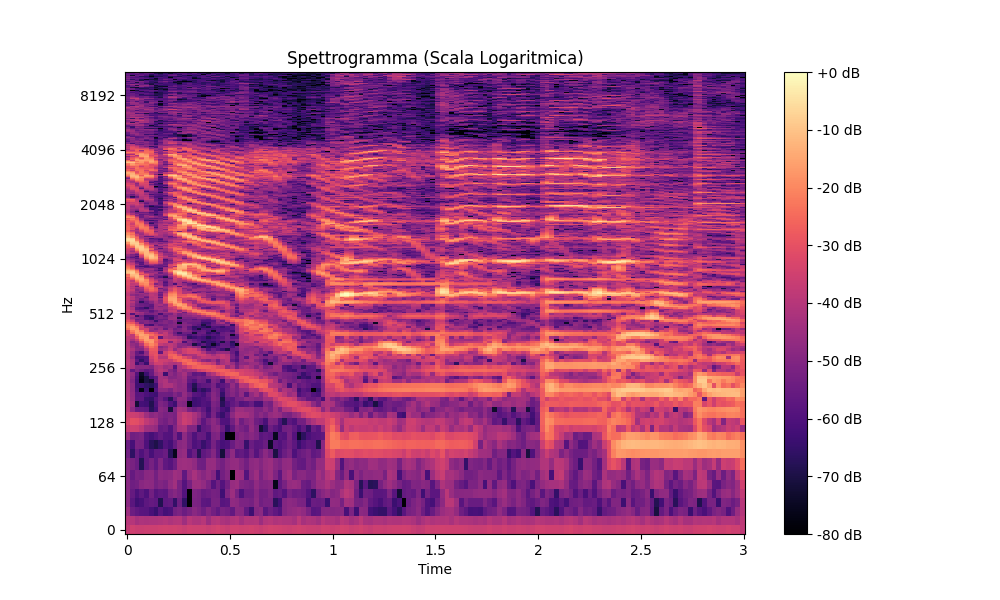 Spettrogramma (Scala Logaritmica)
Hz
8192
4096
2048
1024
512
256
128
64
0
0
0.5
1
1.5
2
2.5
3
Time
+0 dB
-10 dB
-20 dB
-30 dB
-40 dB
-50 dB
-60 dB
-70 dB
-80 dB